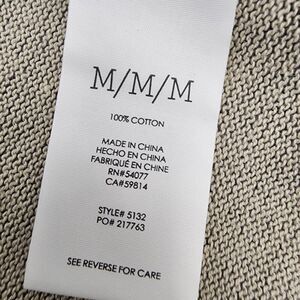 M/M/M
100% COTTON
MADE IN CHINA
HECHO EN CHINA
FABRIQUÉ EN CHINE
RN#54077
CA#59814
STYLE# 5132
PO# 217763
SEE REVERSE FOR CARE